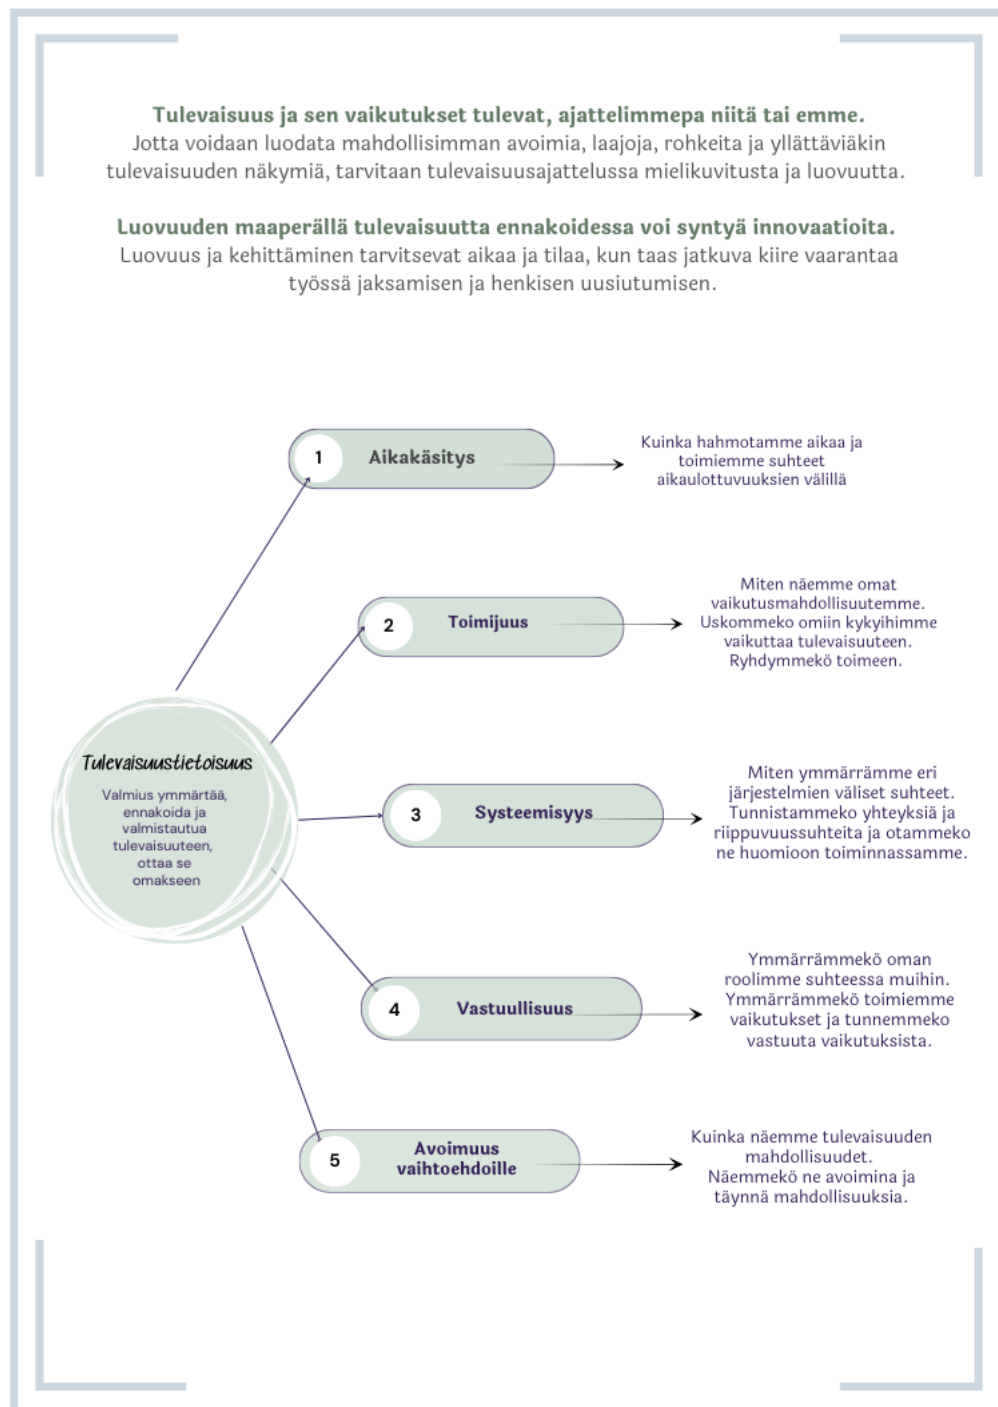 Tulevaisuus ja sen vaikutukset tulevat, ajattelimmepa niitä tai emme.
Jotta voidaan luodata mahdollisimman avoimia, laajoja, rohkeita ja yllättäviäkin
tulevaisuuden näkymiä, tarvitaan tulevaisuusajattelussa mielikuvitusta ja luovuutta.
Luovuuden maaperällä tulevaisuutta ennakoidessa voi syntyä innovaatioita.
Luovuus ja kehittäminen tarvitsevat aikaa ja tilaa, kun taas jatkuva kiire vaarantaa
työssä jaksamisen ja henkisen uusiutumisen.
Tulevaisuustietoisuus
Valmius ymmärtää,
ennakoida ja
valmistautua
tulevaisuuteen,
ottaa se
omakseen
1
Aikakäsitys
Kuinka hahmotamme aikaa ja
toimiemme suhteet
aikaulottuvuuksien välillä
2
Toimijuus
Miten näemme omat
vaikutusmahdollisuutemme.
Uskommeko omiin kykyihimme
vaikuttaa tulevaisuuteen.
Ryhdymmekö toimeen.
3
Systeemisyys
Miten ymmärrämme eri
järjestelmien väliset suhteet.
Tunnistammeko yhteyksiä ja
riippuvuussuhteita ja otammeko
ne huomioon toiminnassamme.
4
Vastuullisuus
Ymmärrämmekö oman
roolimme suhteessa muihin.
Ymmärrämmekö toimiemme
vaikutukset ja tunnemmeko
vastuuta vaikutuksista.
5
Avoimuus
vaihtoehdoille
Kuinka näemme tulevaisuuden
mahdollisuudet.
Näemmekö ne avoimina ja
täynnä mahdollisuuksia.